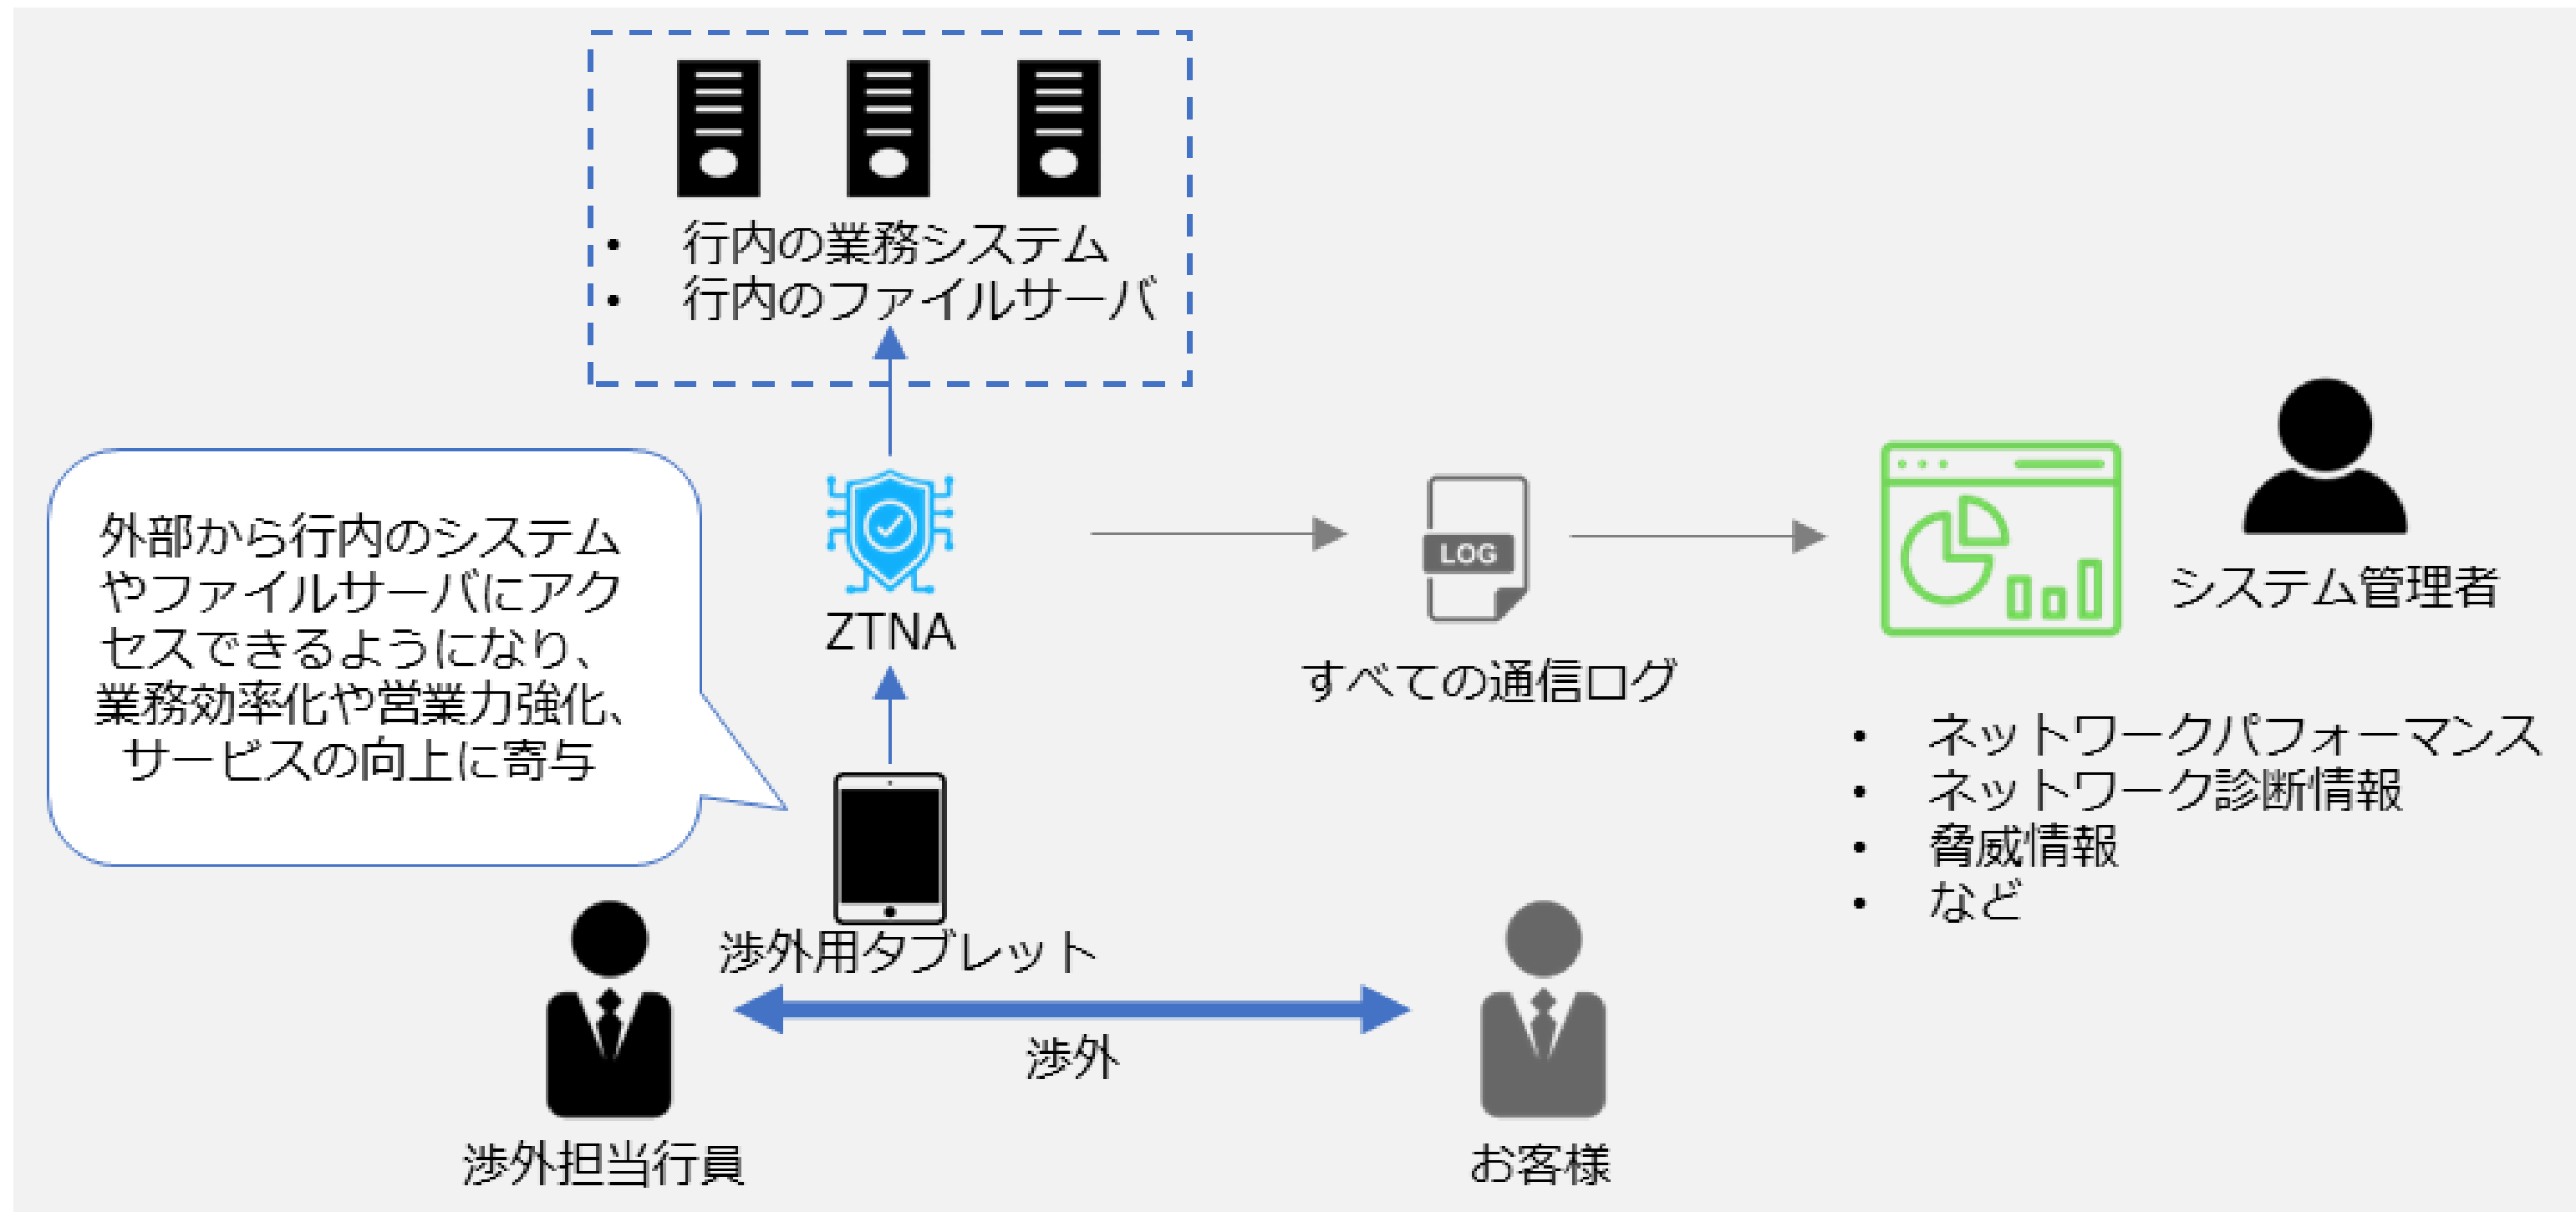 • 行内の業務システム
• 行内のファイルサーバ
外部から行内のシステム
やファイルサーバにアク
セスできるようになり、
業務効率化や営業力強化、
サービスの向上に寄与
ZTNA
LOG
すべての通信ログ
システム管理者
• ネットワークパフォーマンス
• ネットワーク診断情報
• 脅威情報
• など
渉外用タブレット
渉外
渉外担当行員
お客様